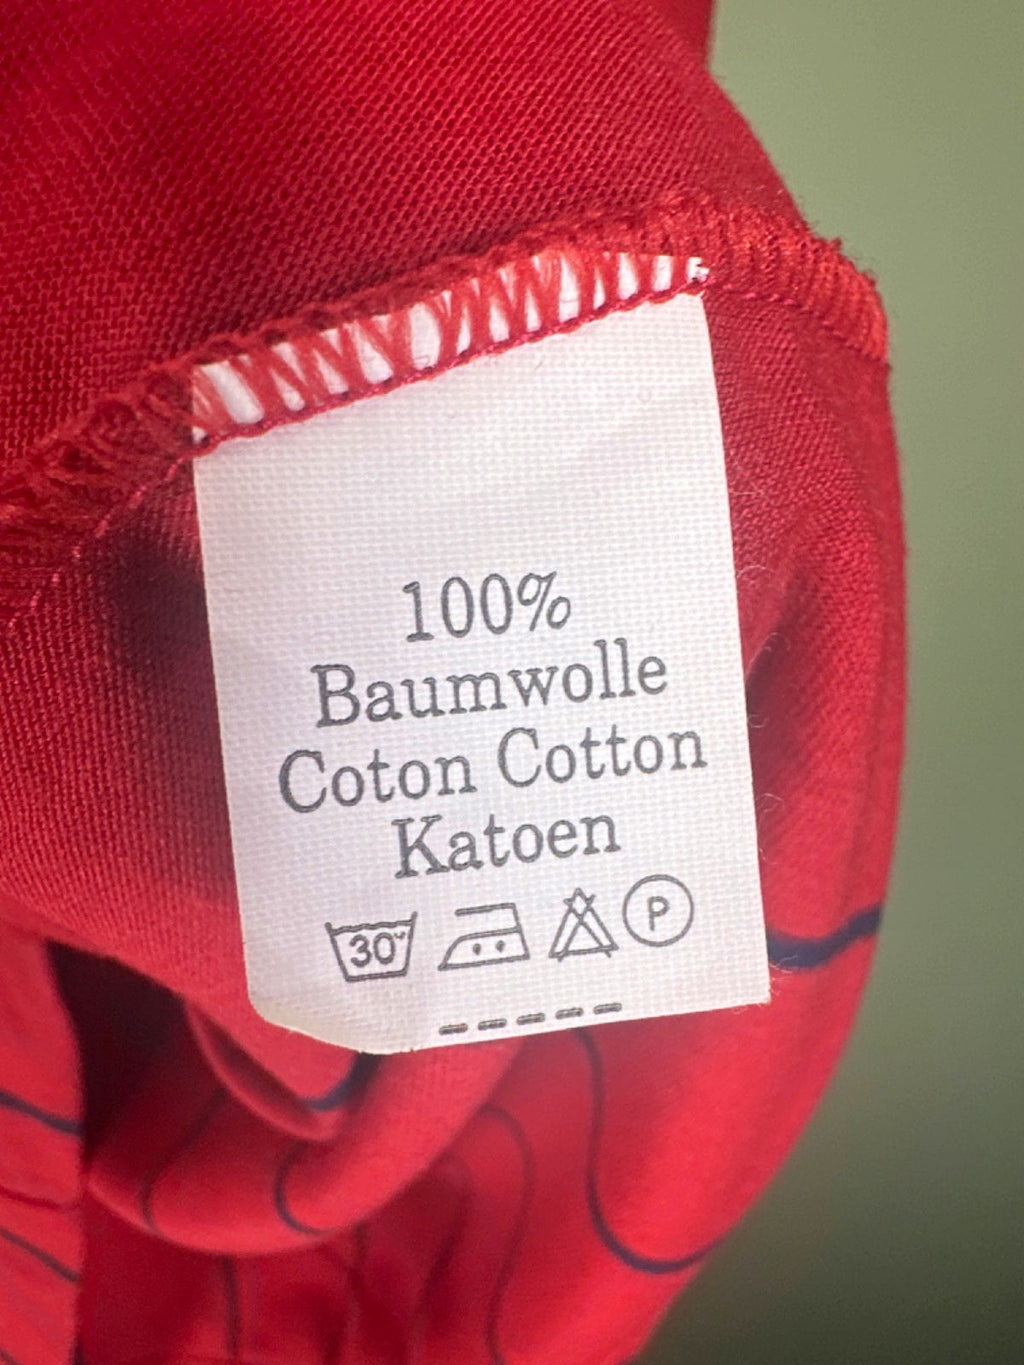 100%
Baumwolle
Coton Cotton
Katoen
30° P